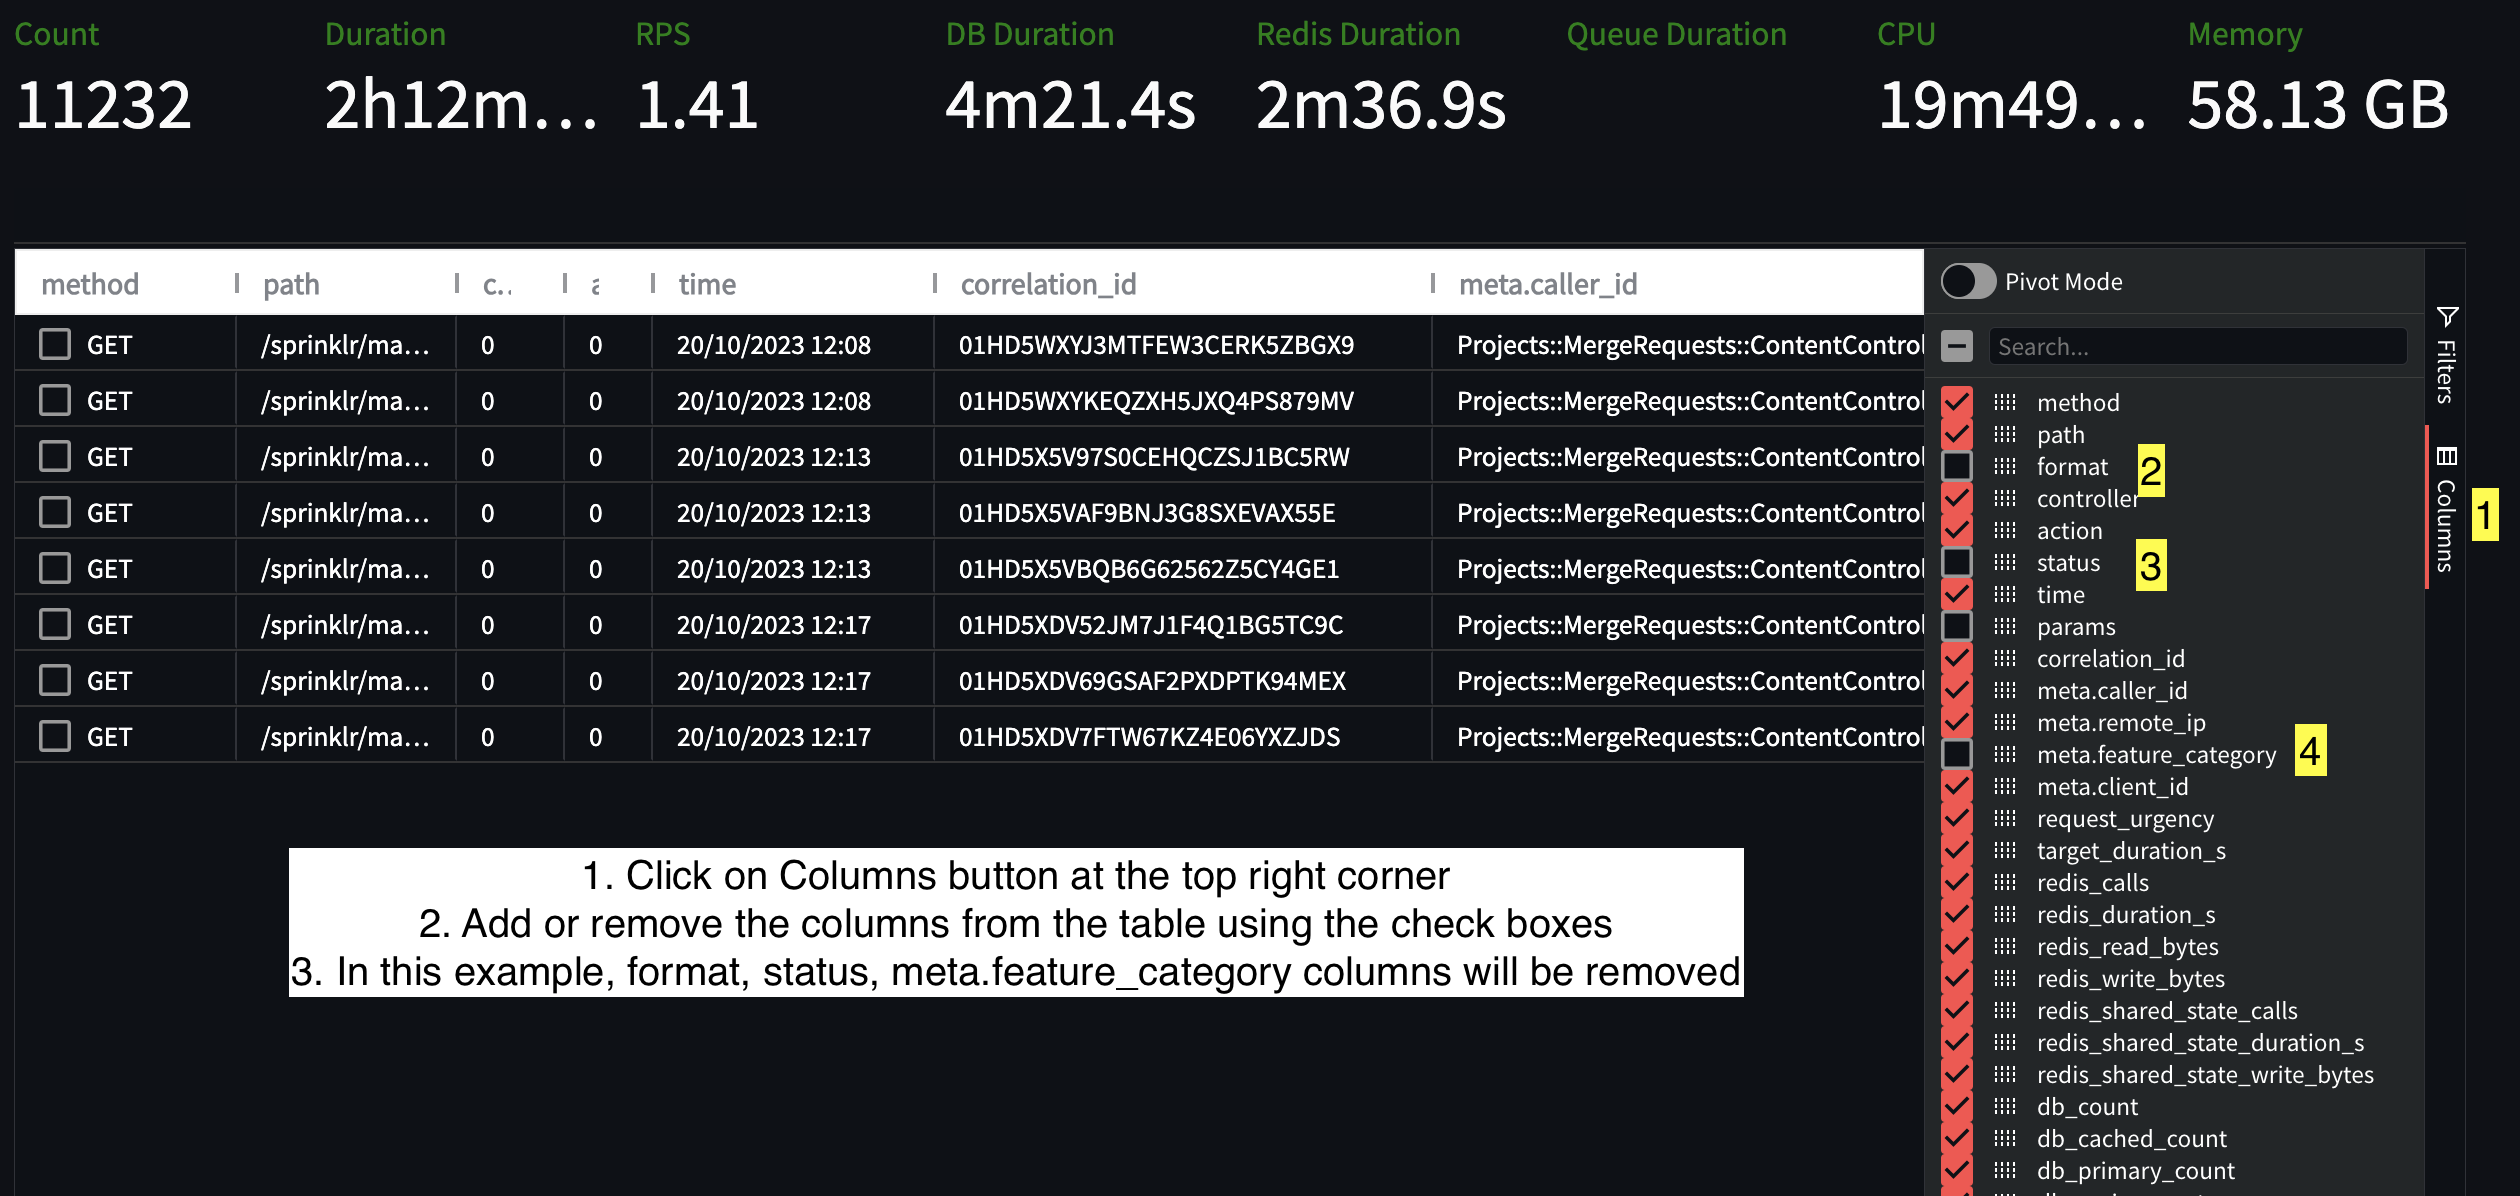 Count Duration RPS DB Duration Redis Duration Queue Duration CPU Memory
11232 2h12m… 1.41 4m21.4s 2m36.9s 19m49… 58.13 GB
method path c.. a time correlation_id meta.caller_id
GET /sprinklr/ma… 0 0 20/10/2023 12:08 01HD5WXYJ3MTFEW3CERK5ZBGX9 Projects::MergeRequests::ContentControl
GET /sprinklr/ma… 0 0 20/10/2023 12:08 01HD5WXYKEQZXH5JXQ4PS879MV Projects::MergeRequests::ContentControl
GET /sprinklr/ma… 0 0 20/10/2023 12:13 01HD5X5V97S0CEHQCZSJ1BC5RW Projects::MergeRequests::ContentControl
GET /sprinklr/ma… 0 0 20/10/2023 12:13 01HD5X5VAF9BNJ3G8SXEVAX55E Projects::MergeRequests::ContentControl
GET /sprinklr/ma… 0 0 20/10/2023 12:13 01HD5X5VBQB6G62562Z5CY4GE1 Projects::MergeRequests::ContentControl
GET /sprinklr/ma… 0 0 20/10/2023 12:17 01HD5XDV52JM7J1F4Q1BG5TC9C Projects::MergeRequests::ContentControl
GET /sprinklr/ma… 0 0 20/10/2023 12:17 01HD5XDV69GSAF2PXDPTK94MEX Projects::MergeRequests::ContentControl
GET /sprinklr/ma… 0 0 20/10/2023 12:17 01HD5XDV7FTW67KZ4E06YXZJDS Projects::MergeRequests::ContentControl
1. Click on Columns button at the top right corner
2. Add or remove the columns from the table using the check boxes
3. In this example, format, status, meta.feature_category columns will be removed
Pivot Mode
Search...
method
path
format 2
controller
action
status 3
time
params
correlation_id
meta.caller_id
meta.remote_ip
meta.feature_category 4
meta.client_id
request_urgency
target_duration_s
redis_calls
redis_duration_s
redis_read_bytes
redis_write_bytes
redis_shared_state_calls
redis_shared_state_duration_s
redis_shared_state_write_bytes
db_count
db_cached_count
db_primary_count
Filters
Columns 1